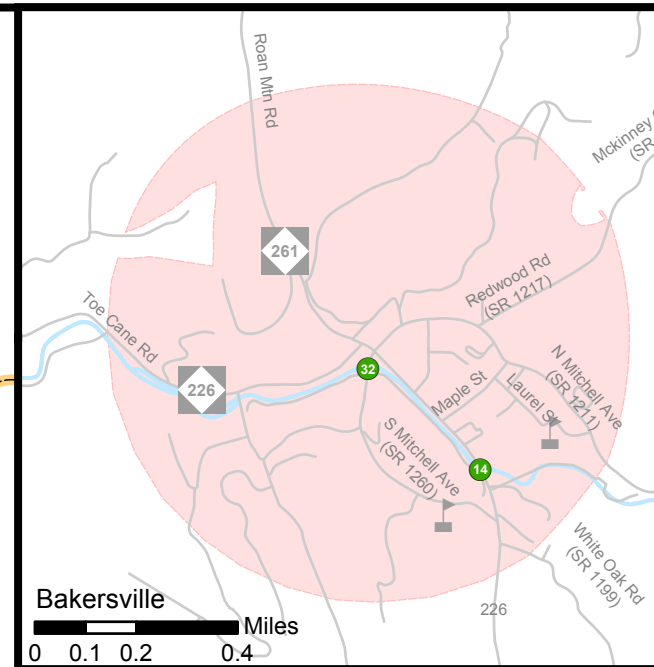 Roan Mtn Rd
Mckinney
(SR
261
Redwood Rd
(SR 1217)
Toe Cane Rd
226
32
Maple St
Laurel St
N Mitchell Ave
(SR 1211)
S Mitchell Ave
(SR 1260)
14
White Oak Rd
(SR 1199)
226
Bakersville
Miles
0 0.1 0.2 0.4